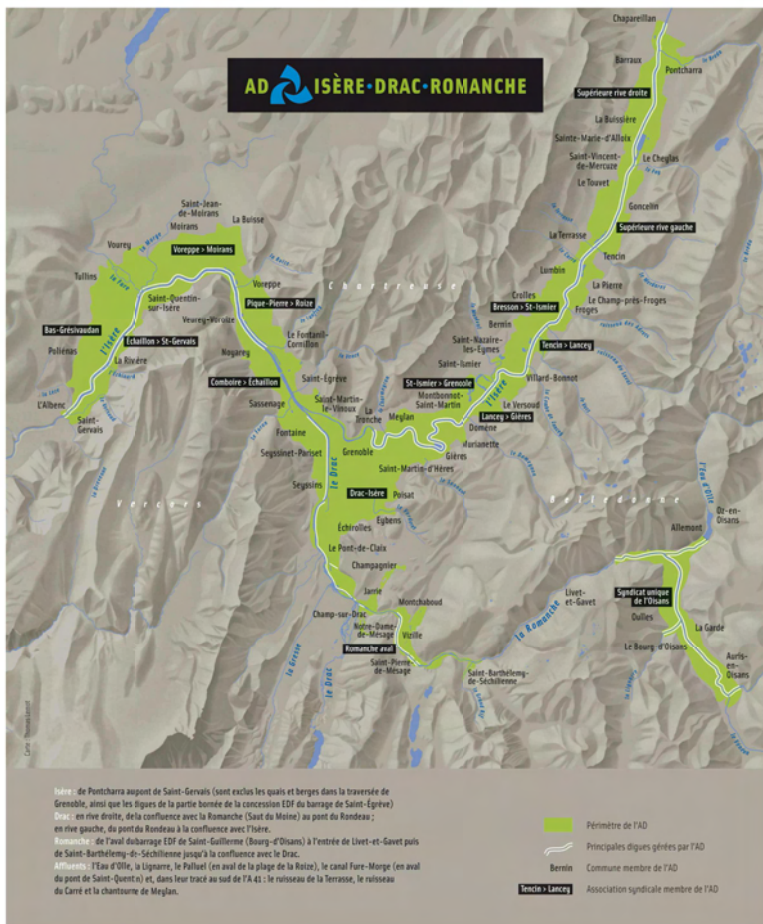 AD ISÈRE·DRAC·ROMANCHE
Chapareillan
Barraux
Pontcharra
Supérieure rive droite
La Buissière
Sainte-Marie-d'Alloix
Saint-Vincent-
de-Mercuze
Le Cheylas
Le Touvet
Goncelin
Supérieure rive gauche
La Terrasse
Tencin
Lumbin
La Pierre
Le Champ-près-Froges
Crolles
Froges
Bresson > St-Ismier
Bernin
Tencin > Lancey
Saint-Nazaire-
les-Eymes
Saint-Ismier
St-Ismier > Grenoble
Villard-Bonnot
Montbonnot-
Saint-Martin
l'Isère
Le Versoud
Lancey > Gières
Domène
Murianette
Gières
Saint-Jean-
de-Moirans
Moirans
La Buisse
Vourey
la Morge
Voreppe > Moirans
Tullins
la Fure
Voreppe
Chartreuse
Saint-Quentin-
sur-Isère
Pique-Pierre > Roize
Veurey-Voroize
Bas-Grésivaudan
Échaillon > St-Gervais
l'Isère
Le Fontanil-
Cornillon
Poliénas
La Rivière
Noyarey
Comboire > Échaillon
Saint-Égrève
L'Albenc
Saint-
Gervais
Sassenage
Saint-Martin-
le-Vinoux
La
Tronche
Meylan
Fontaine
Grenoble
Seyssinet-Pariset
Saint-Martin-d'Hères
le Drac
Seyssins
Drac-Isère
Poisat
Vercors
Belledonne
Eybens
Échirolles
l'Eau d'Olle
Oz-en-
Oisans
Allemont
Le Pont-de-Claix
Champagnier
Jarrie
Montchaboud
Livet-
et-Gavet
Syndicat unique
de l'Oisans
Champ-sur-Drac
Notre-Dame-
de-Mésage
Vizille
la Romanche
Oulles
La Garde
Romanche aval
Le Bourg d'Oisans
Saint-Pierre-
de-Mésage
Auris-
en-
Oisans
Saint-Barthélemy-
de-Séchilienne
la Gresse
le Drac
Isère : de Pontcharra aupont de Saint-Gervais (sont exclus les quais et berges dans la traversée de
Grenoble, ainsi que les digues de la partie bornée de la concession EDF du barrage de Saint-Égrève)
Drac : en rive droite, de la confluence avec la Romanche (Saut du Moine) au pont du Rondeau ;
en rive gauche, du pont du Rondeau à la confluence avec l'Isère.
Romanche : de l'aval dubarrage EDF de Saint-Guillerme (Bourg-d'Oisans) à l'entrée de Livet-et-Gavet puis
de Saint-Barthélemy-de-Séchilienne jusqu'à la confluence avec le Drac.
Affluents : l'Eau d'Olle, la Lignarre, le Palluel (en aval de la plage de la Roize), le canal Fure-Morge (en aval
du pont de Saint-Quentin) et, dans leur tracé au sud de l'A 41 : le ruisseau de la Terrasse, le ruisseau
du Carré et la chantourne de Meylan.
Périmètre de l'AD
Principales digues gérées par l'AD
Bernin
Commune membre de l'AD
Tencin > Lancey
Association syndicale membre de l'AD